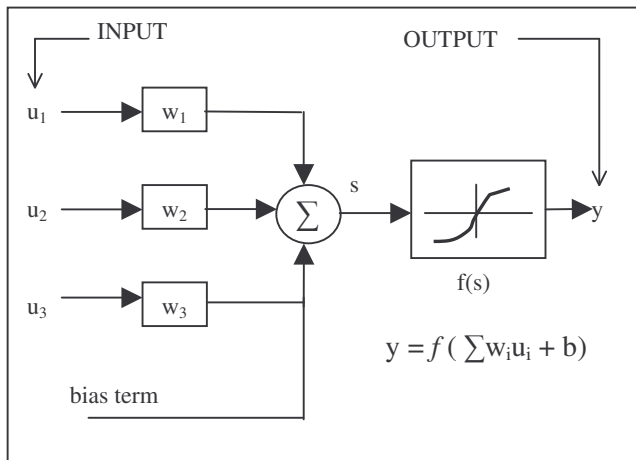 INPUT
OUTPUT
u₁
w₁
u₂
w₂
∑
s
y
u₃
w₃
f(s)
y = f ( ∑wᵢuᵢ + b)
bias term